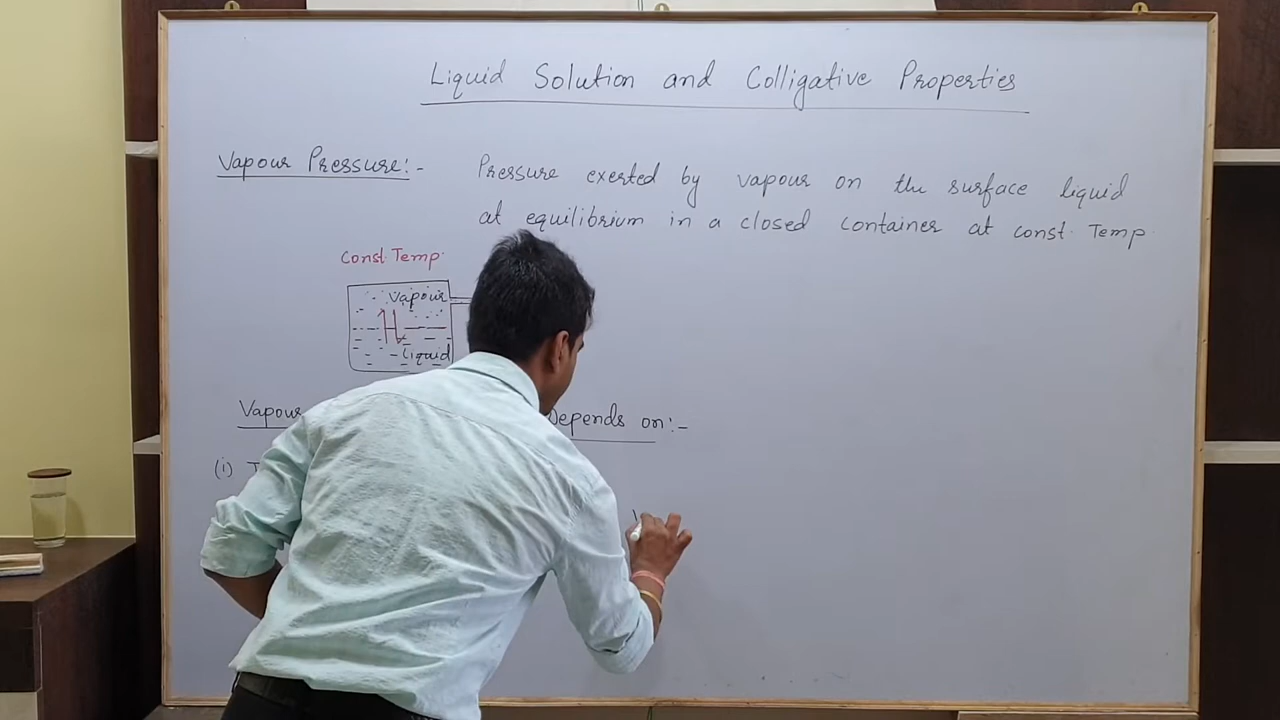 Liquid Solution and Colligative Properties
Vapour Pressure:-
Pressure exerted by vapour on the surface liquid
at equilibrium in a closed container at const. Temp.
Const. Temp.
Vapour
Liquid
Vapour Depends on:-
(i)